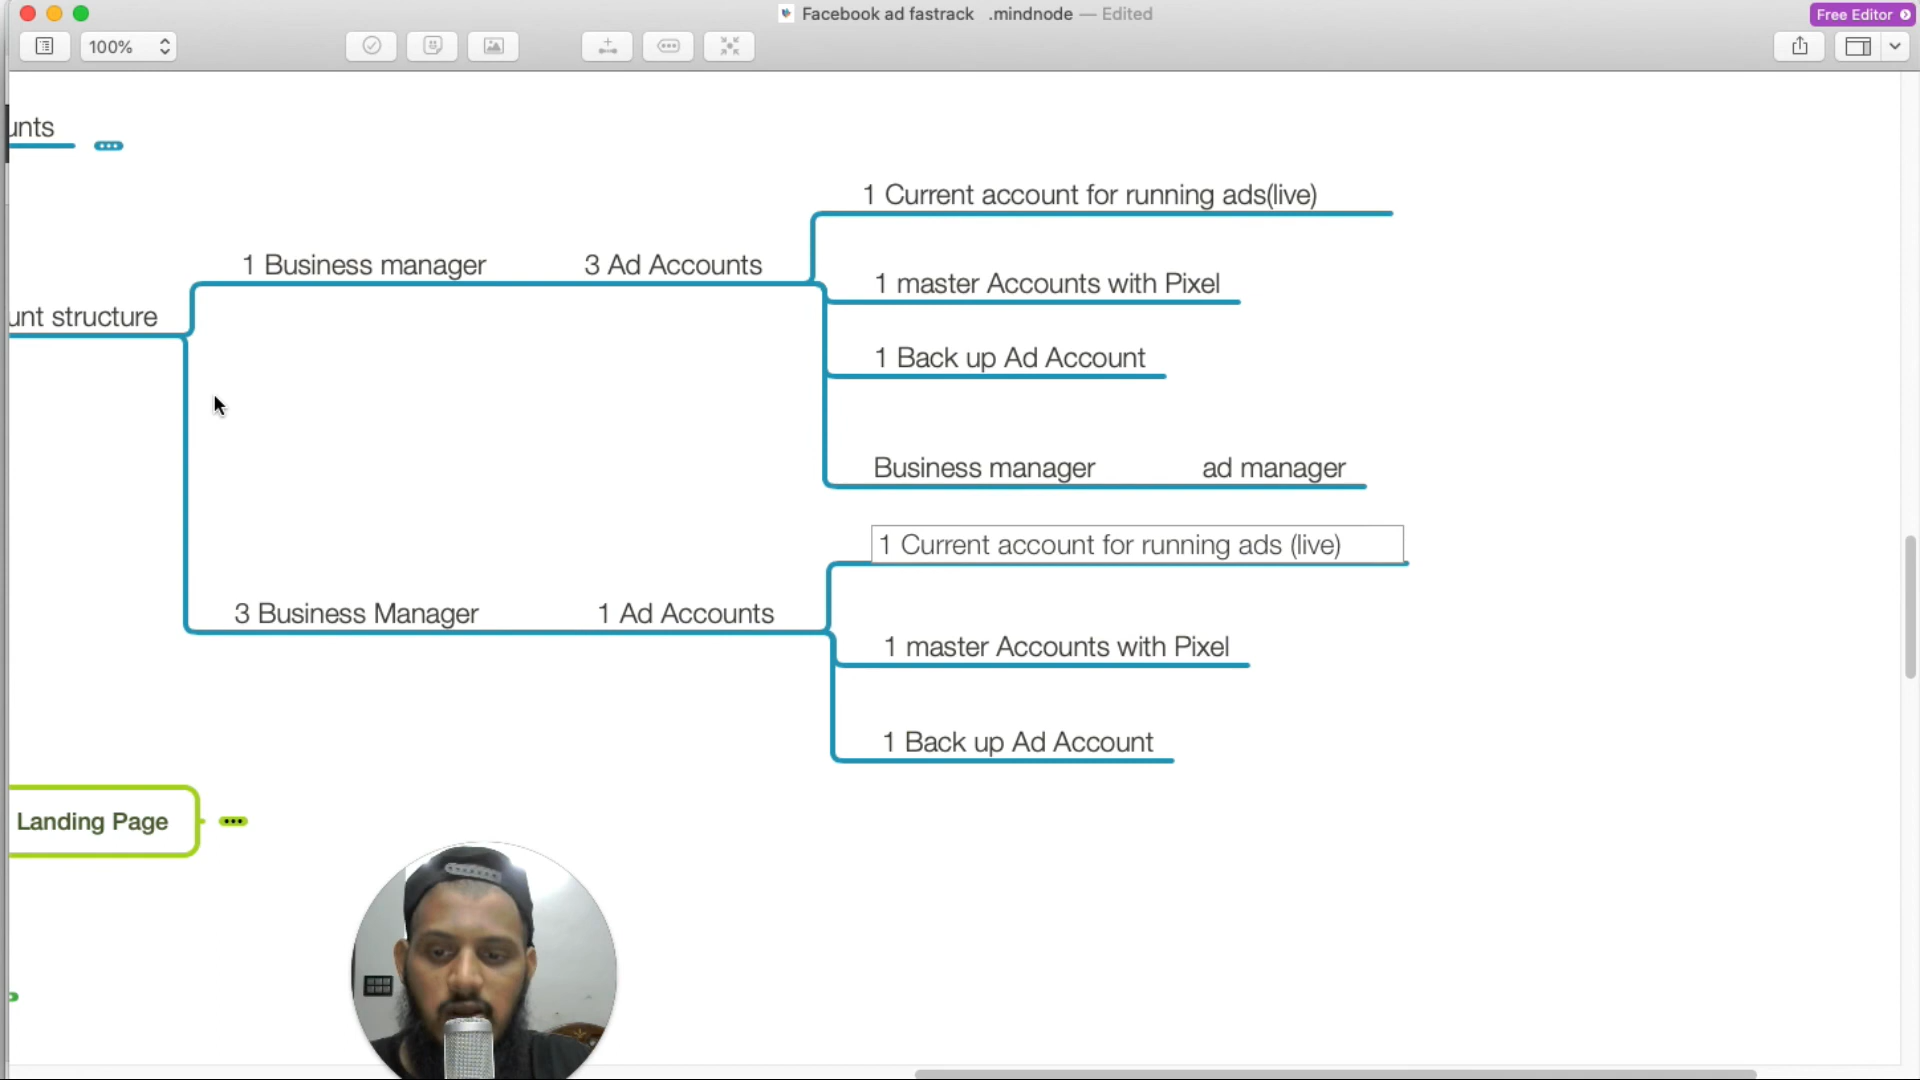 Facebook ad fastrack .mindnode — Edited
Free Editor
100%
unts
1 Current account for running ads(live)
1 Business manager 3 Ad Accounts
1 master Accounts with Pixel
unt structure
1 Back up Ad Account
Business manager ad manager
1 Current account for running ads (live)
3 Business Manager 1 Ad Accounts
1 master Accounts with Pixel
1 Back up Ad Account
Landing Page